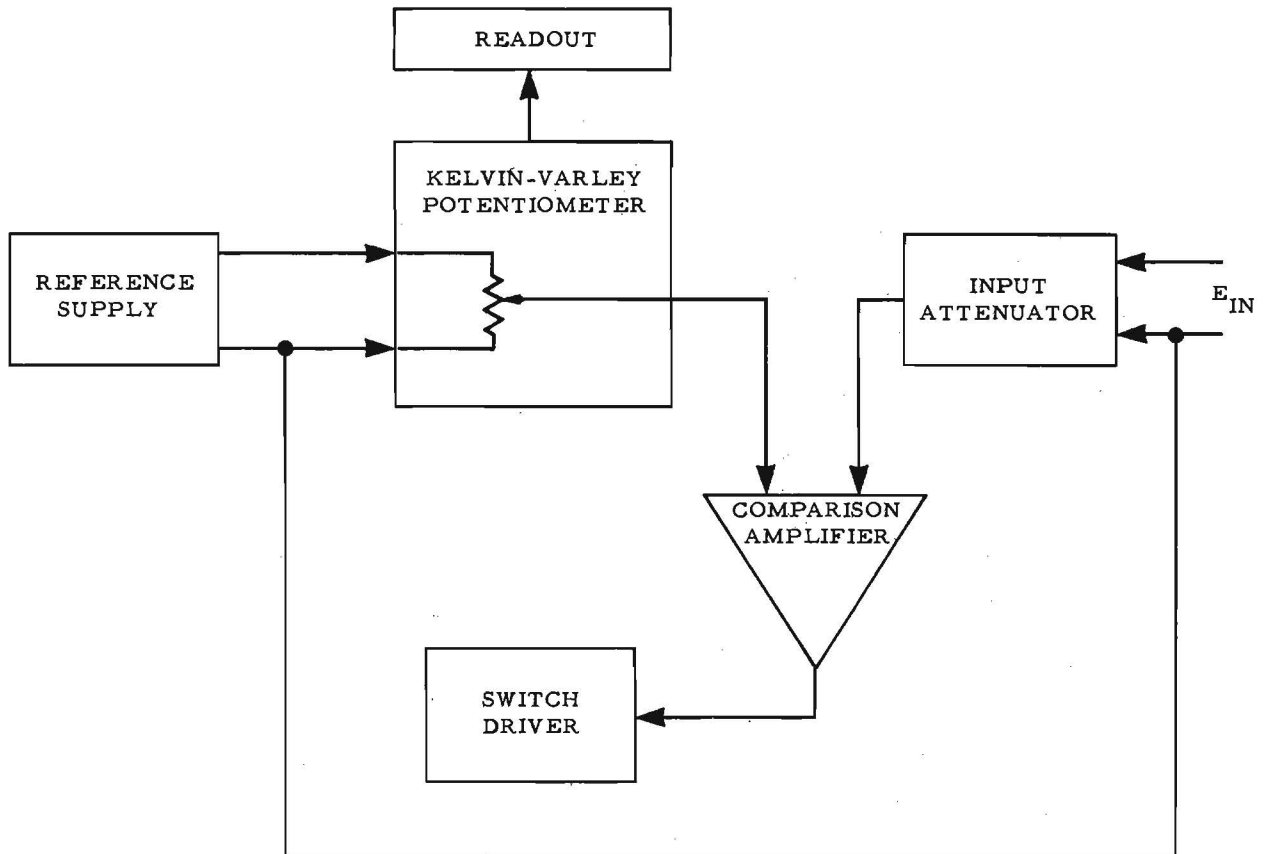 READOUT
KELVIN-VARLEY
POTENTIOMETER
REFERENCE
SUPPLY
INPUT
ATTENUATOR
E_IN
COMPARISON
AMPLIFIER
SWITCH
DRIVER